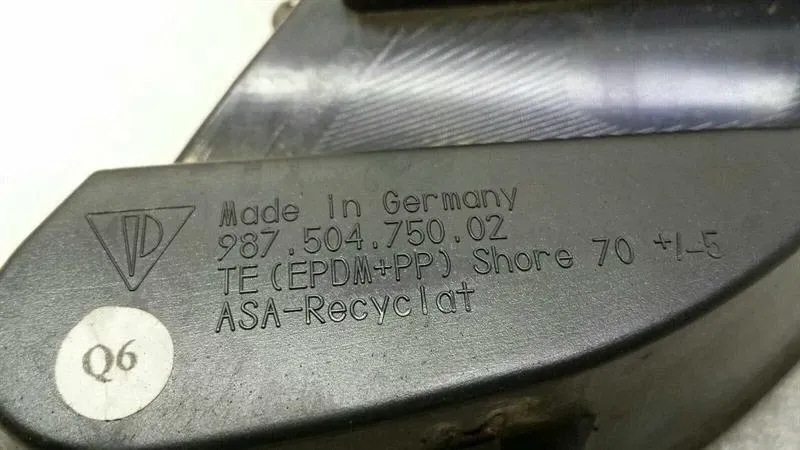 Made in Germany
987.504.750.02
TE(EPDM+PP) Shore 70 +/-5
ASA-Recyclat
Q6